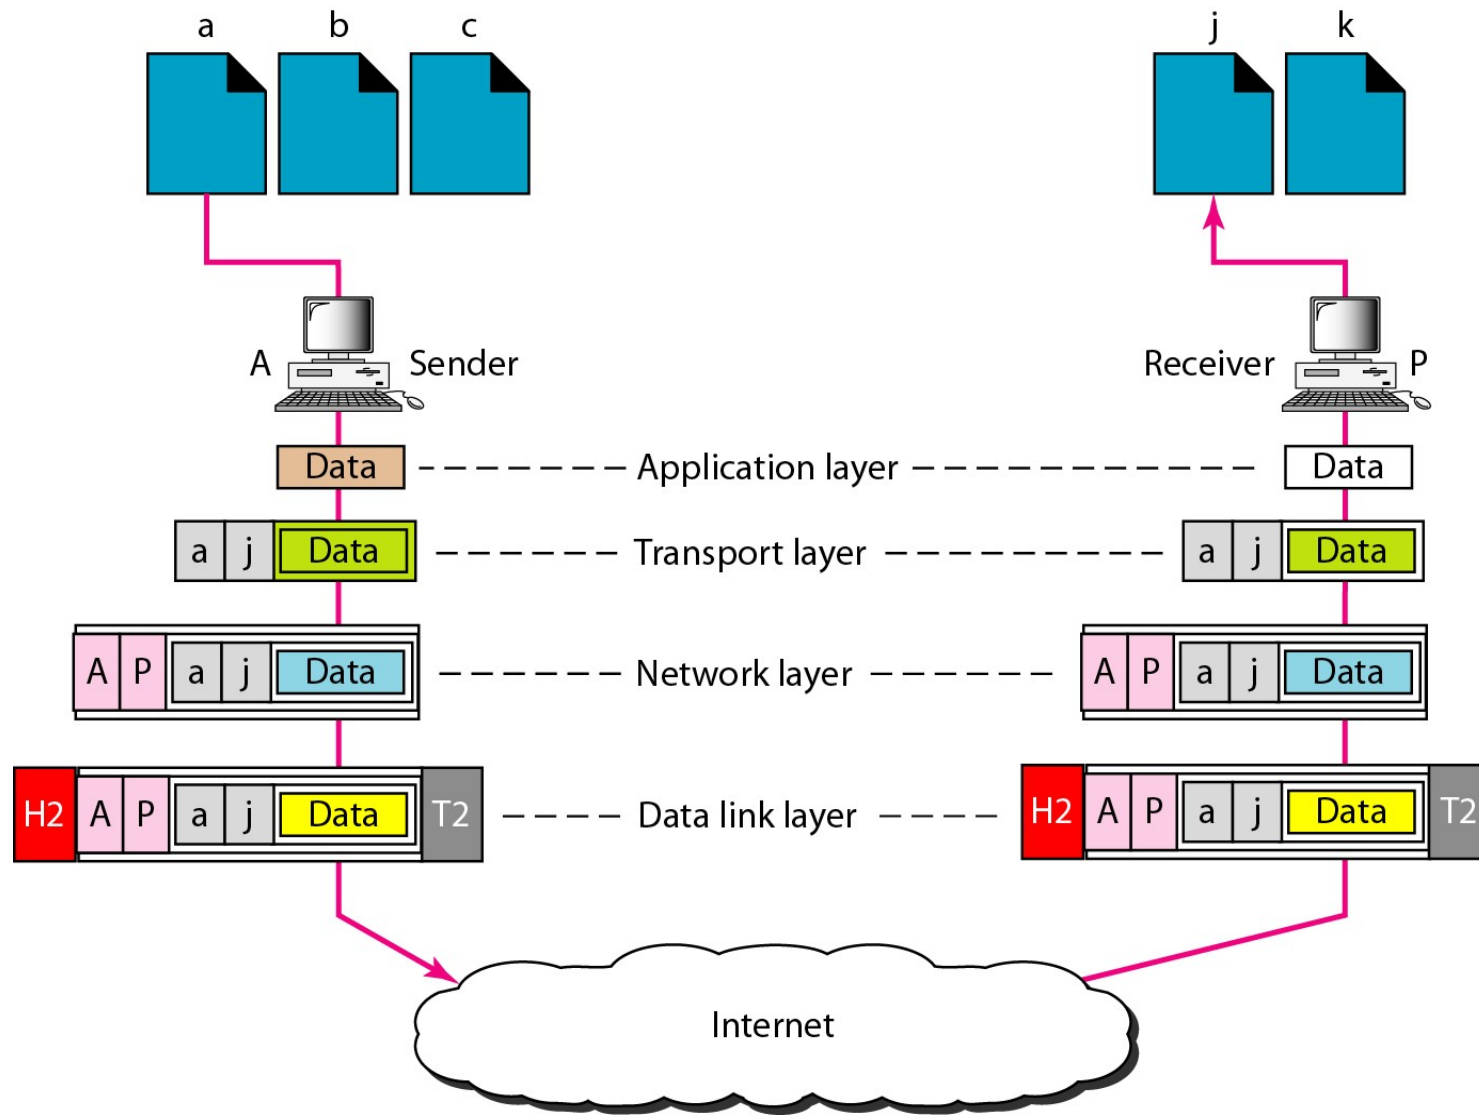 a b c j k
A Sender Receiver P
Data Application layer Data
a j Data Transport layer a j Data
A P a j Data Network layer A P a j Data
H2 A P a j Data T2 Data link layer H2 A P a j Data T2
Internet